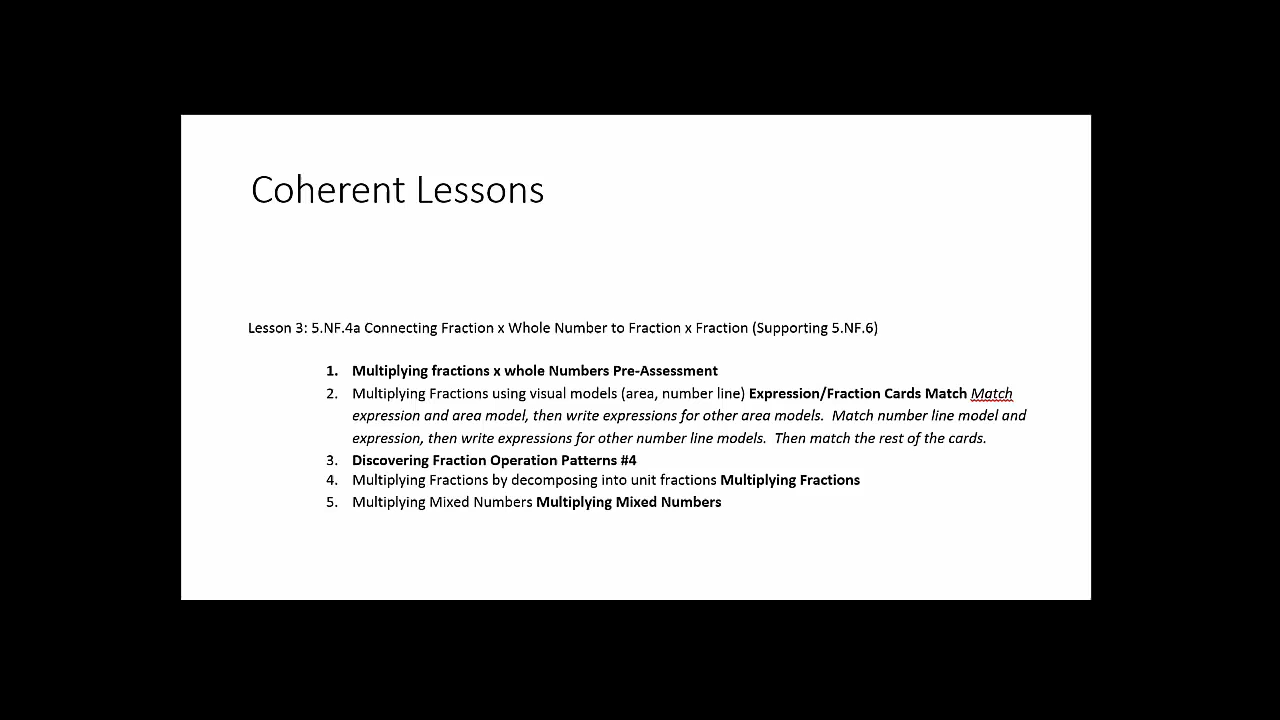 Coherent Lessons
Lesson 3: 5.NF.4a Connecting Fraction x Whole Number to Fraction x Fraction (Supporting 5.NF.6)
1. Multiplying fractions x whole Numbers Pre-Assessment
2. Multiplying Fractions using visual models (area, number line) Expression/Fraction Cards Match Match
expression and area model, then write expressions for other area models. Match number line model and
expression, then write expressions for other number line models. Then match the rest of the cards.
3. Discovering Fraction Operation Patterns #4
4. Multiplying Fractions by decomposing into unit fractions Multiplying Fractions
5. Multiplying Mixed Numbers Multiplying Mixed Numbers